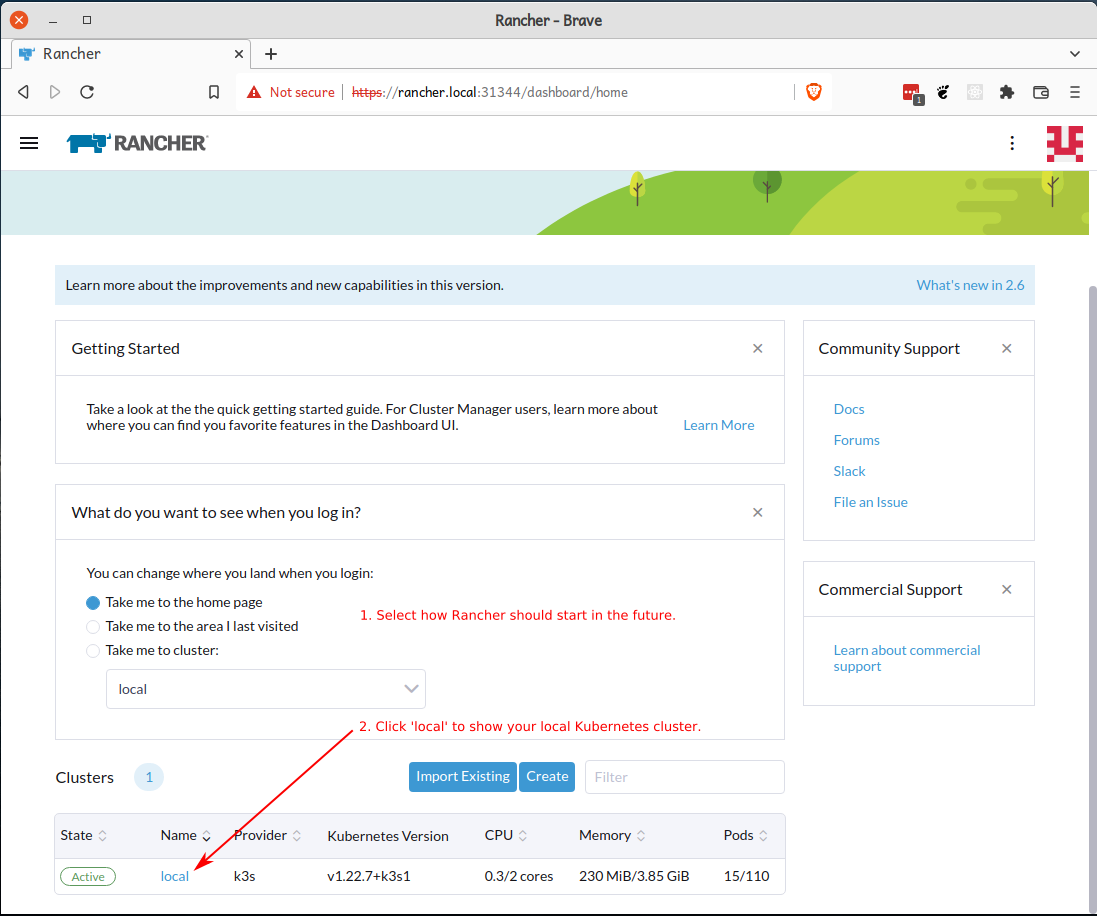 Rancher - Brave
Rancher
Not secure https://rancher.local:31344/dashboard/home
1
RANCHER
Learn more about the improvements and new capabilities in this version. What's new in 2.6
Getting Started
Take a look at the the quick getting started guide. For Cluster Manager users, learn more about
where you can find you favorite features in the Dashboard UI.
Learn More
Community Support
Docs
Forums
Slack
File an Issue
What do you want to see when you log in?
You can change where you land when you login:
Take me to the home page
Take me to the area I last visited
Take me to cluster:
local
1. Select how Rancher should start in the future.
2. Click 'local' to show your local Kubernetes cluster.
Commercial Support
Learn about commercial
support
Clusters 1 Import Existing Create Filter
State Name Provider Kubernetes Version CPU Memory Pods
Active local k3s v1.22.7+k3s1 0.3/2 cores 230 MiB/3.85 GiB 15/110